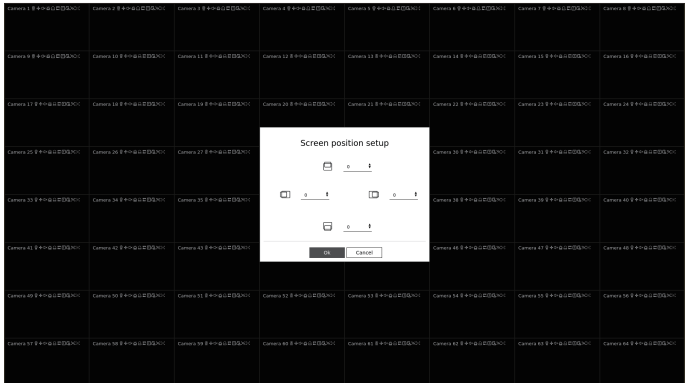 Camera 1 Camera 2 Camera 3 Camera 4 Camera 5 Camera 6 Camera 7 Camera 8
Camera 9 Camera 10 Camera 11 Camera 12 Camera 13 Camera 14 Camera 15 Camera 16
Camera 17 Camera 18 Camera 19 Camera 20 Camera 21 Camera 22 Camera 23 Camera 24
Screen position setup
Camera 25 Camera 26 Camera 27 Camera 30 Camera 31 Camera 32
0
0 0
Camera 33 Camera 34 Camera 35 Camera 38 Camera 39 Camera 40
0
Camera 41 Camera 42 Camera 43 Camera 46 Camera 47 Camera 48
Ok Cancel
Camera 49 Camera 50 Camera 51 Camera 52 Camera 53 Camera 54 Camera 55 Camera 56
Camera 57 Camera 58 Camera 59 Camera 60 Camera 61 Camera 62 Camera 63 Camera 64